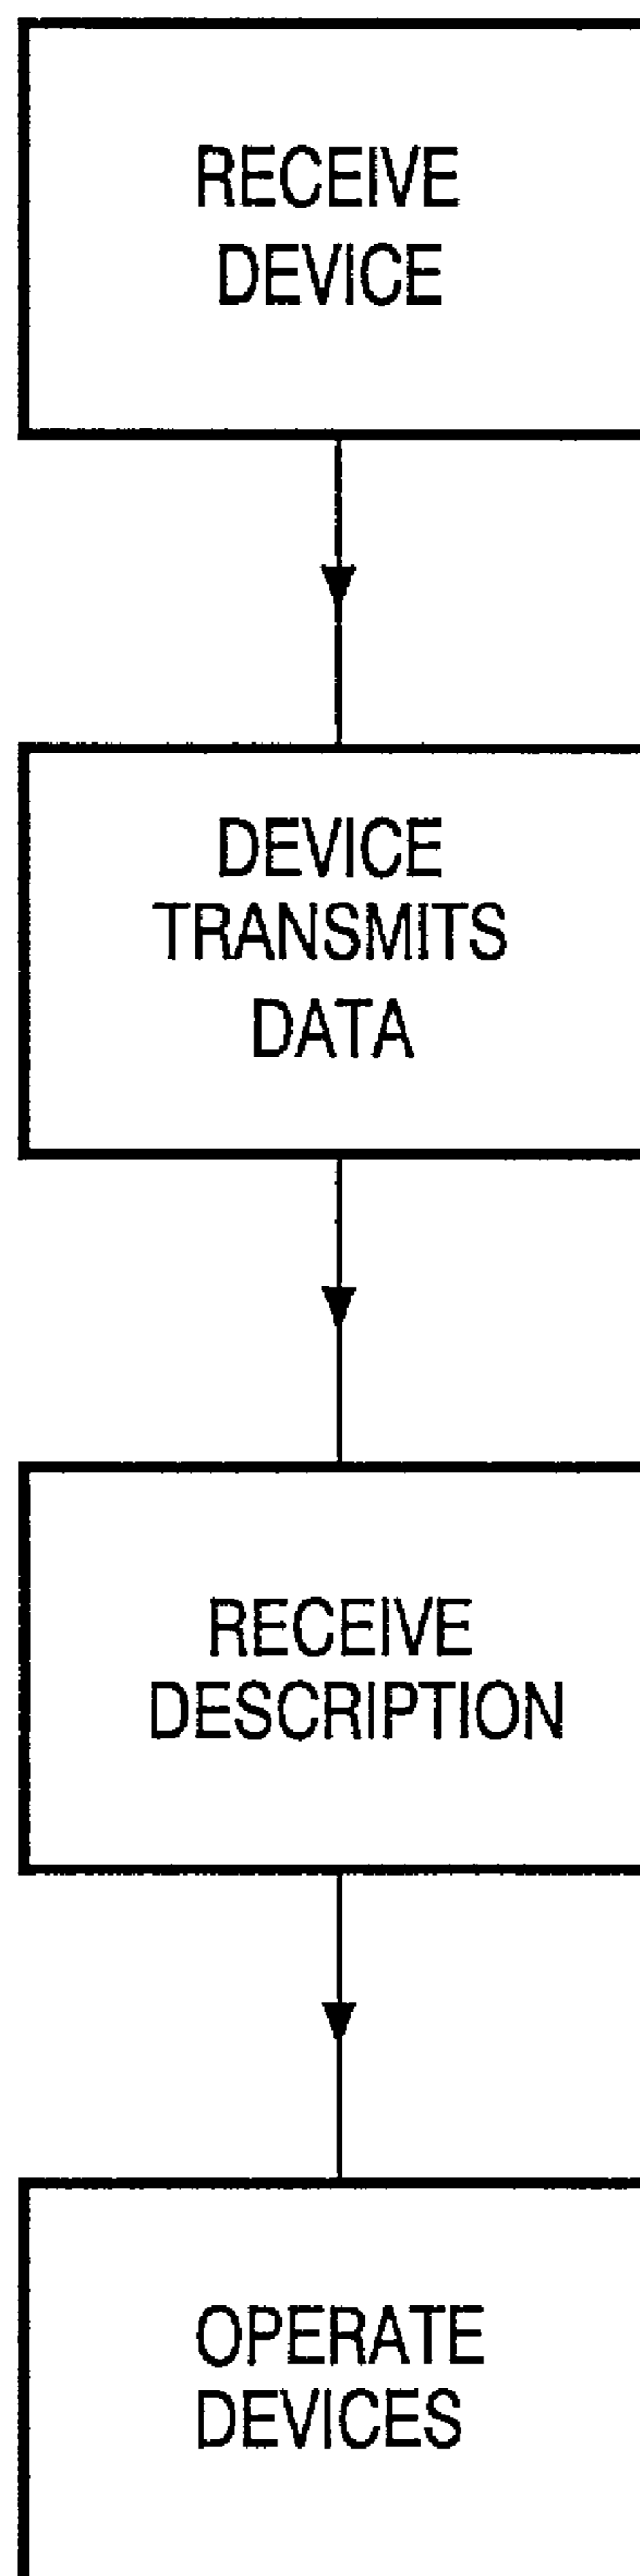 RECEIVE
DEVICE
DEVICE
TRANSMITS
DATA
RECEIVE
DESCRIPTION
OPERATE
DEVICES